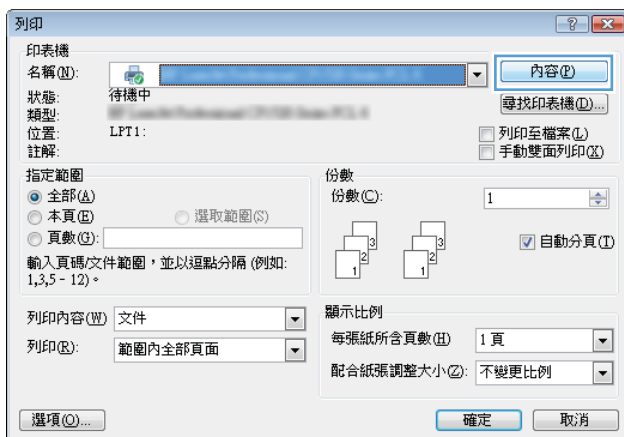 列印
印表機
名稱(N):
內容(P)
狀態: 待機中
尋找印表機(D)...
類型:
位置: LPT1:
列印至檔案(L)
註解:
手動雙面列印(X)
指定範圍
全部(A)
本頁(E) 選取範圍(S)
頁數(G):
輸入頁碼/文件範圍，並以逗點分隔 (例如:
1,3,5 - 12)。
份數
份數(C): 1
3 3
2 2
1 1
自動分頁(T)
列印內容(W) 文件
列印(R): 範圍內全部頁面
顯示比例
每張紙所含頁數(H) 1 頁
配合紙張調整大小(Z): 不變更比例
選項(O)...
確定 取消